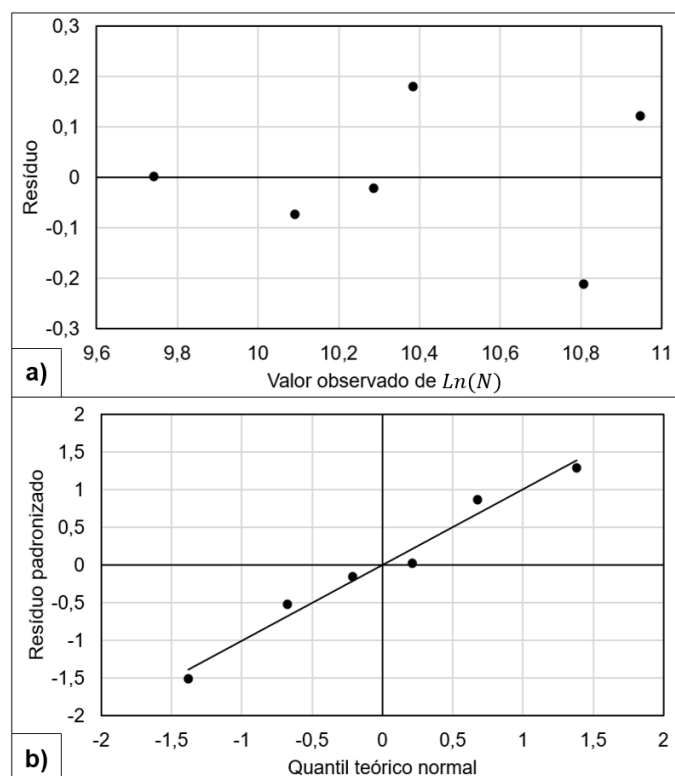 0,3
0,2
0,1
0
-0,1
-0,2
-0,3
Resíduo
9,6 9,8 10 10,2 10,4 10,6 10,8 11
a) Valor observado de Ln(N)
2
1,5
1
0,5
0
-0,5
-1
-1,5
-2
Resíduo padronizado
-2 -1,5 -1 -0,5 0 0,5 1 1,5 2
b) Quantil teórico normal